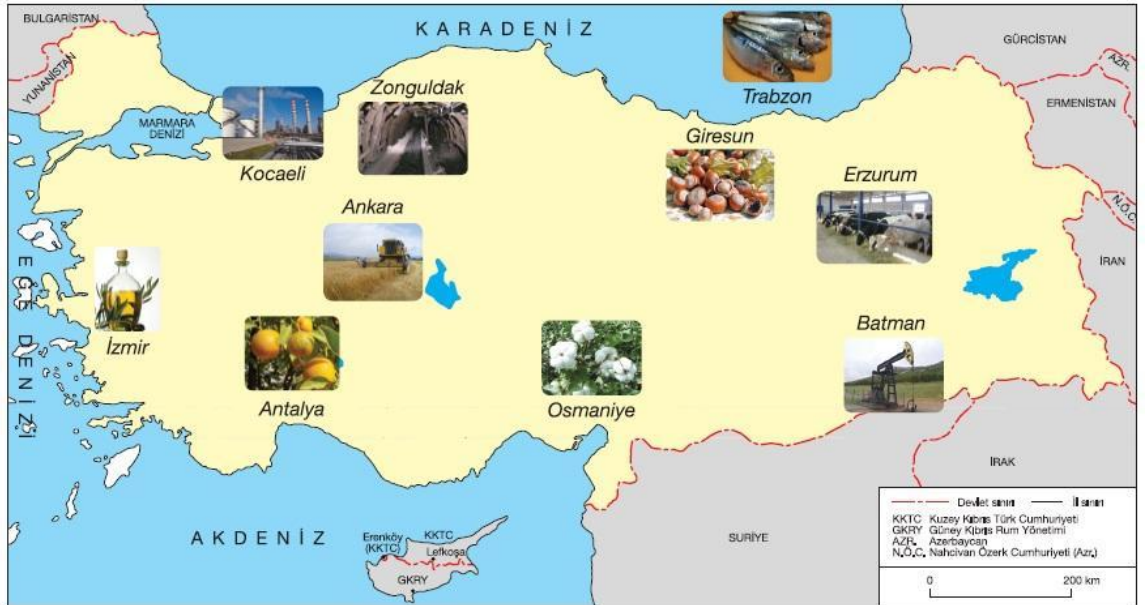 BULGARİSTAN
KARADENİZ
GÜRCİSTAN
AZR.
YUNANİSTAN
ERMENİSTAN
Zonguldak
Trabzon
MARMARA
DENİZİ
Giresun
Kocaeli
Erzurum
Ankara
N.Ö.C.
İRAN
EGE DENİZİ
İzmir
Batman
Antalya
Osmaniye
İRAK
AKDENİZ
SURİYE
Erenköy
(KKTC)
KKTC
Lefkoşa
GKRY
Devlet sınırı
İl sınırı
KKTC Kuzey Kıbrıs Türk Cumhuriyeti
GKRY Güney Kıbrıs Rum Yönetimi
AZR. Azerbaycan
N.Ö.C. Nahcivan Özerk Cumhuriyeti (Azr.)
0 200 km